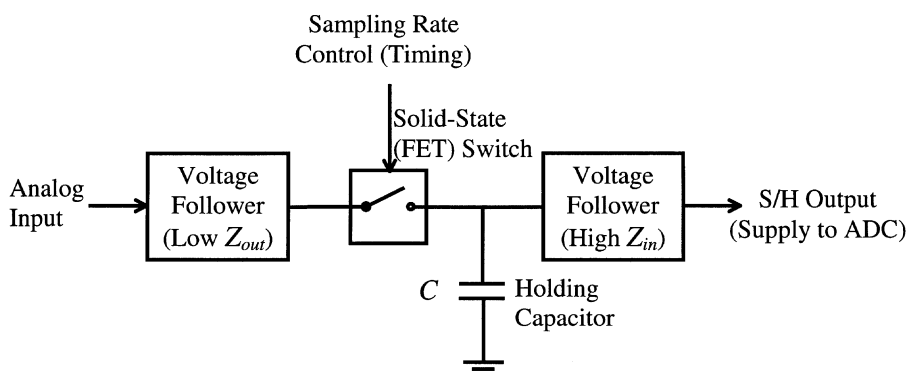 Sampling Rate
Control (Timing)
Solid-State
(FET) Switch
Analog
Input
Voltage
Follower
(Low Zout)
Voltage
Follower
(High Zin)
S/H Output
(Supply to ADC)
C
Holding
Capacitor